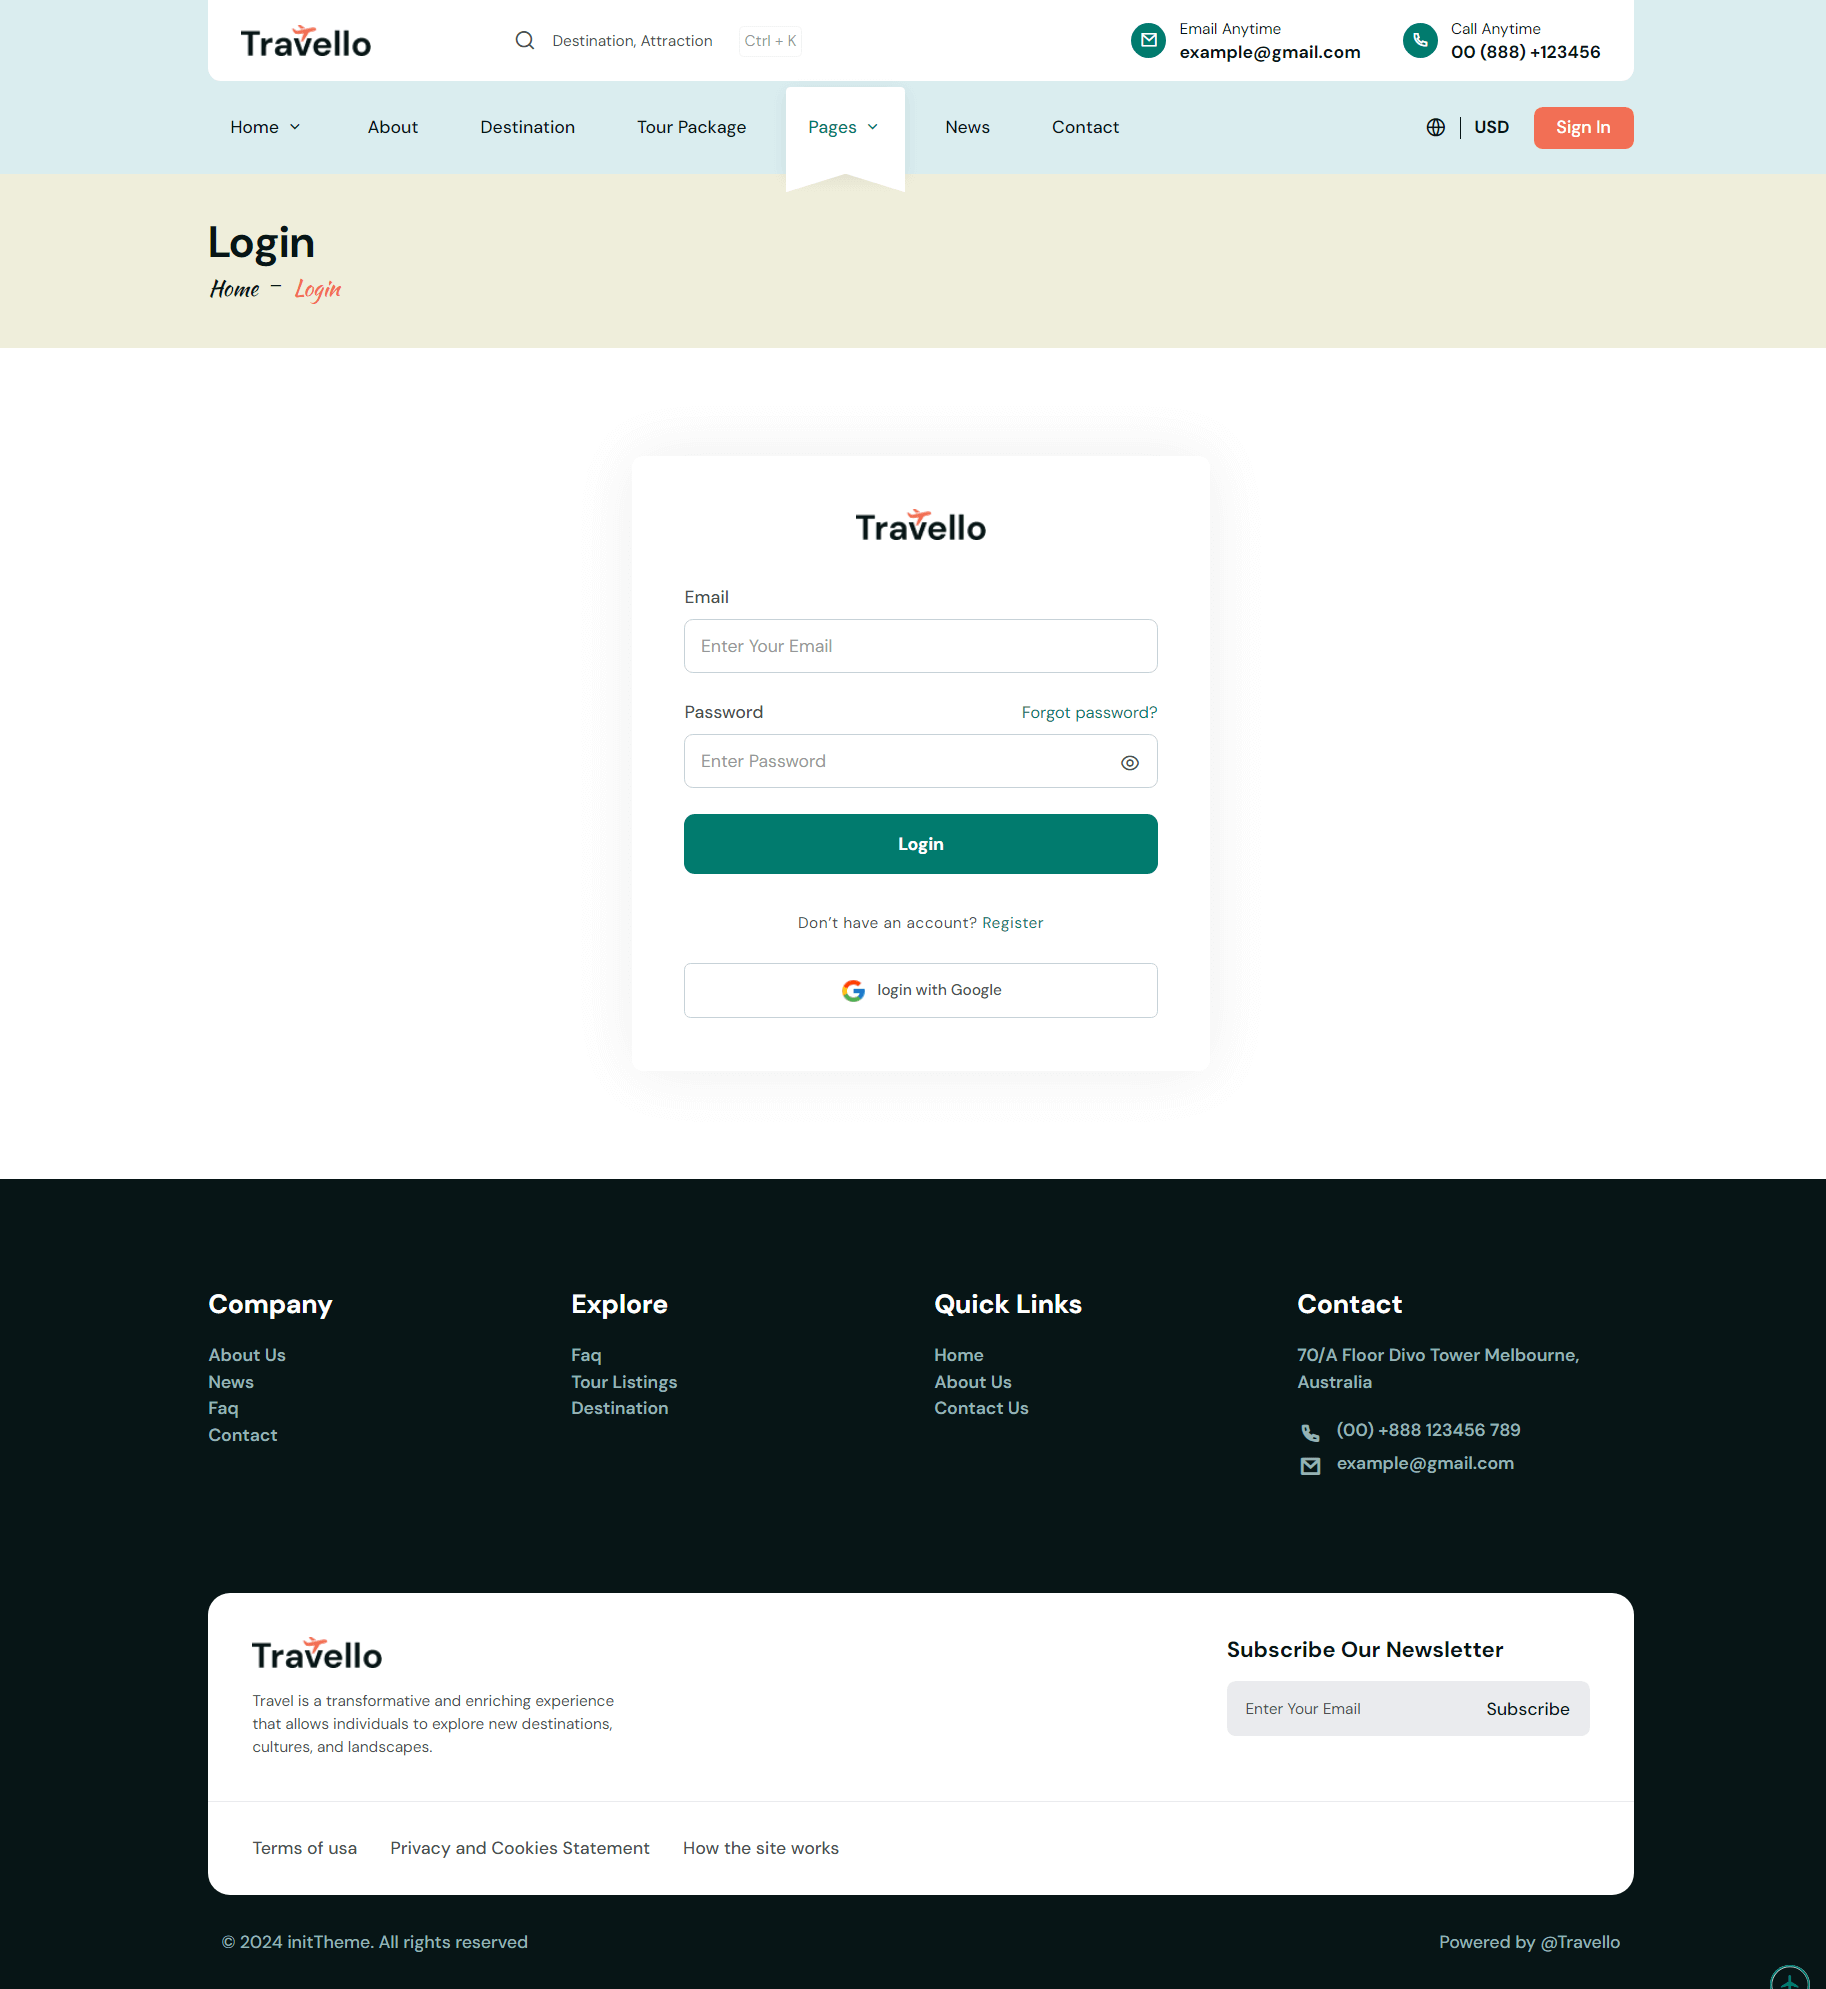 Travello
Destination, Attraction
Ctrl + K
Email Anytime
example@gmail.com
Call Anytime
00 (888) +123456
Home
About
Destination
Tour Package
Pages
News
Contact
USD
Sign In
Login
Home – Login
Travello
Email
Enter Your Email
Password
Forgot password?
Enter Password
Login
Don’t have an account? Register
login with Google
Company
About Us
News
Faq
Contact
Explore
Faq
Tour Listings
Destination
Quick Links
Home
About Us
Contact Us
Contact
70/A Floor Divo Tower Melbourne,
Australia
(00) +888 123456 789
example@gmail.com
Travello
Travel is a transformative and enriching experience
that allows individuals to explore new destinations,
cultures, and landscapes.
Subscribe Our Newsletter
Enter Your Email
Subscribe
Terms of usa
Privacy and Cookies Statement
How the site works
© 2024 initTheme. All rights reserved
Powered by @Travello